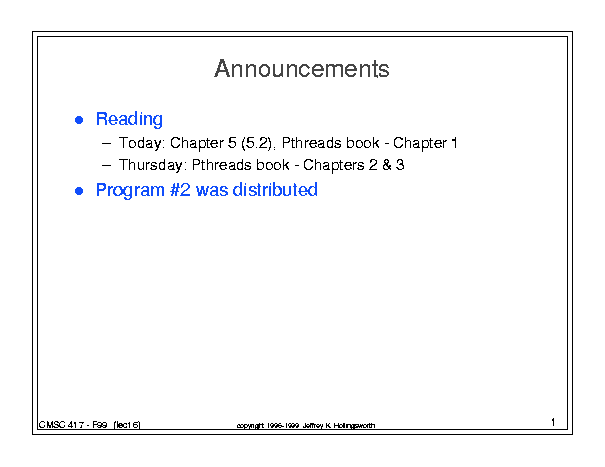 Announcements
● Reading
– Today: Chapter 5 (5.2), Pthreads book - Chapter 1
– Thursday: Pthreads book - Chapters 2 & 3
● Program #2 was distributed
CMSC 417 - F99 (lect6)
copyright 1996-1999 Jeffrey K. Hollingsworth
1